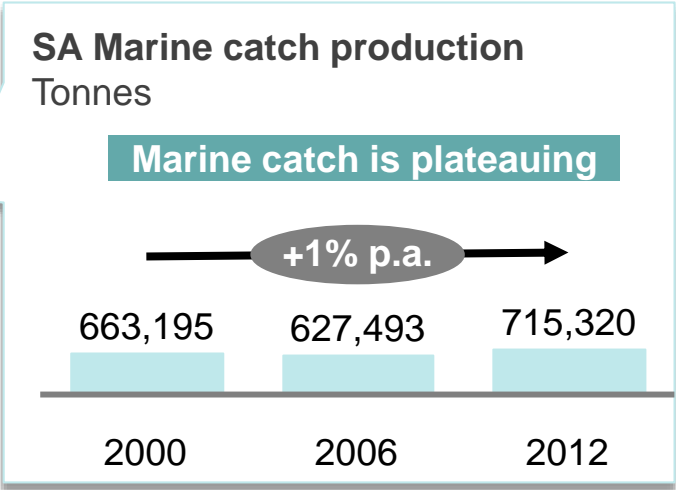 SA Marine catch production
Tonnes
Marine catch is plateauing
+1% p.a.
663,195 627,493 715,320
2000 2006 2012